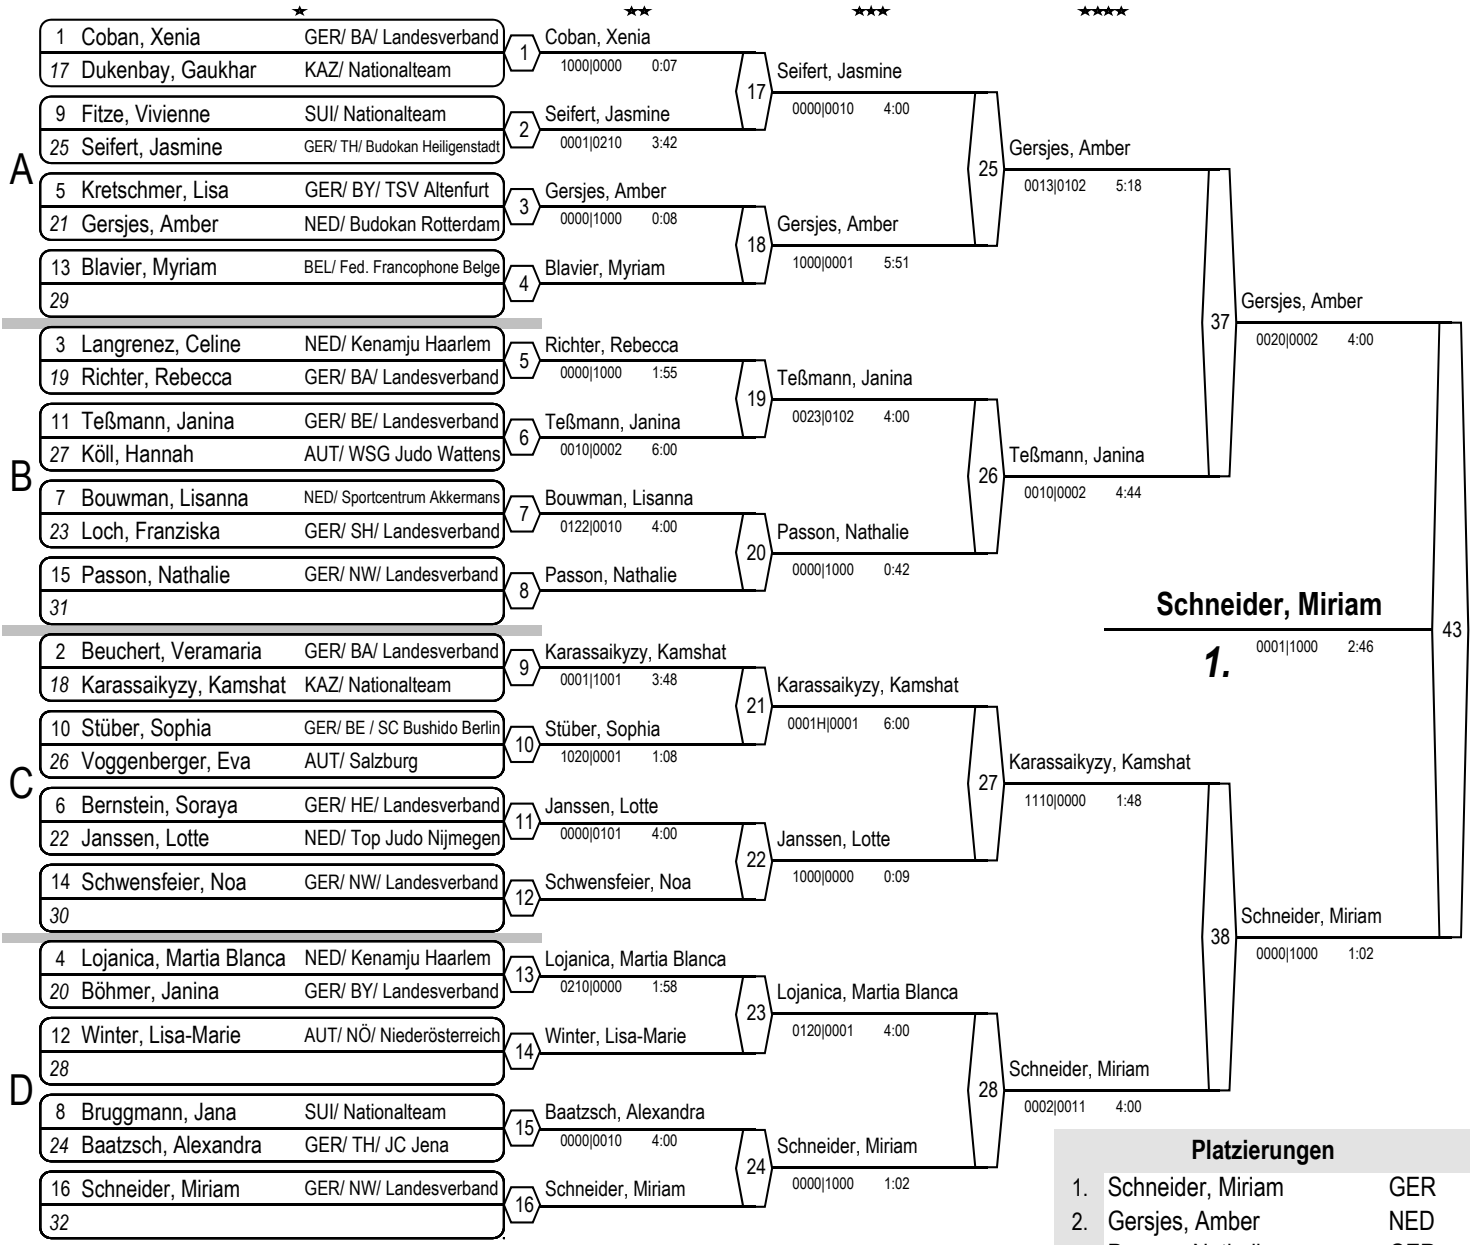 ★ ★★ ★★★ ★★★★
A
1 Coban, Xenia GER/ BA/ Landesverband
17 Dukenbay, Gaukhar KAZ/ Nationalteam
9 Fitze, Vivienne SUI/ Nationalteam
25 Seifert, Jasmine GER/ TH/ Budokan Heiligenstadt
5 Kretschmer, Lisa GER/ BY/ TSV Altenfurt
21 Gersjes, Amber NED/ Budokan Rotterdam
13 Blavier, Myriam BEL/ Fed. Francophone Belge
29
B
3 Langrenez, Celine NED/ Kenamju Haarlem
19 Richter, Rebecca GER/ BA/ Landesverband
11 Teßmann, Janina GER/ BE/ Landesverband
27 Köll, Hannah AUT/ WSG Judo Wattens
7 Bouwman, Lisanna NED/ Sportcentrum Akkermans
23 Loch, Franziska GER/ SH/ Landesverband
15 Passon, Nathalie GER/ NW/ Landesverband
31
C
2 Beuchert, Veramaria GER/ BA/ Landesverband
18 Karassaikyzy, Kamshat KAZ/ Nationalteam
10 Stüber, Sophia GER/ BE / SC Bushido Berlin
26 Voggenberger, Eva AUT/ Salzburg
6 Bernstein, Soraya GER/ HE/ Landesverband
22 Janssen, Lotte NED/ Top Judo Nijmegen
14 Schwensfeier, Noa GER/ NW/ Landesverband
30
D
4 Lojanica, Martia Blanca NED/ Kenamju Haarlem
20 Böhmer, Janina GER/ BY/ Landesverband
12 Winter, Lisa-Marie AUT/ NÖ/ Niederösterreich
28
8 Bruggmann, Jana SUI/ Nationalteam
24 Baatzsch, Alexandra GER/ TH/ JC Jena
16 Schneider, Miriam GER/ NW/ Landesverband
32
1 Coban, Xenia
1000|0000 0:07
2 Seifert, Jasmine
0001|0210 3:42
3 Gersjes, Amber
0000|1000 0:08
4 Blavier, Myriam
5 Richter, Rebecca
0000|1000 1:55
6 Teßmann, Janina
0010|0002 6:00
7 Bouwman, Lisanna
0122|0010 4:00
8 Passon, Nathalie
9 Karassaikyzy, Kamshat
0001|1001 3:48
10 Stüber, Sophia
1020|0001 1:08
11 Janssen, Lotte
0000|0101 4:00
12 Schwensfeier, Noa
13 Lojanica, Martia Blanca
0210|0000 1:58
14 Winter, Lisa-Marie
15 Baatzsch, Alexandra
0000|0010 4:00
16 Schneider, Miriam
17 Seifert, Jasmine
0000|0010 4:00
18 Gersjes, Amber
1000|0001 5:51
19 Teßmann, Janina
0023|0102 4:00
20 Passon, Nathalie
0000|1000 0:42
21 Karassaikyzy, Kamshat
0001H|0001 6:00
22 Janssen, Lotte
1000|0000 0:09
23 Lojanica, Martia Blanca
0120|0001 4:00
24 Schneider, Miriam
0000|1000 1:02
25 Gersjes, Amber
0013|0102 5:18
26 Teßmann, Janina
0010|0002 4:44
27 Karassaikyzy, Kamshat
1110|0000 1:48
28 Schneider, Miriam
0002|0011 4:00
37 Gersjes, Amber
0020|0002 4:00
38 Schneider, Miriam
0000|1000 1:02
43 Schneider, Miriam
1. 0001|1000 2:46
Platzierungen
1. Schneider, Miriam GER
2. Gersjes, Amber NED